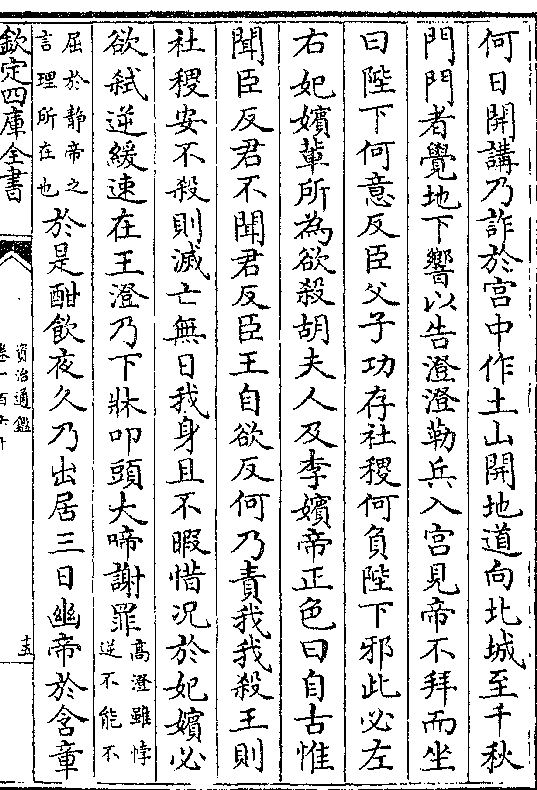 何日開講乃詐於宫中作土山開地道向北城至千秋
門門者覺地下響以告澄澄勒兵入宫見帝不拜而坐
曰陛下何意反臣父子功存社稷何負陛下邪此必左
右妃嬪輩所為欲殺胡夫人及李嬪帝正色曰自古惟
聞臣反君不聞君反臣王自欲反何乃責我我殺王則
社稷安不殺則滅亡無日我身且不暇惜况於妃嬪必
欲弑逆緩速在王澄乃下牀叩頭大啼謝罪高澄雖悖
逆不能不
屈於静帝之
言理所在也於是酣飲夜久乃出居三日幽帝於含章
欽定四庫全書
資治通鑑
卷一百六十
十五